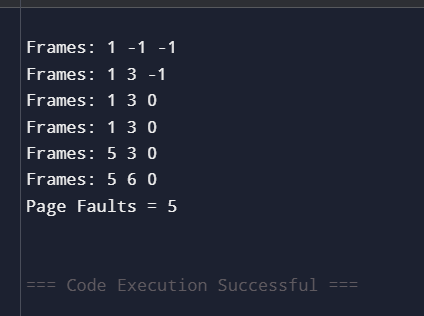 Frames: 1 -1 -1
Frames: 1 3 -1
Frames: 1 3 0
Frames: 1 3 0
Frames: 5 3 0
Frames: 5 6 0
Page Faults = 5
=== Code Execution Successful ===